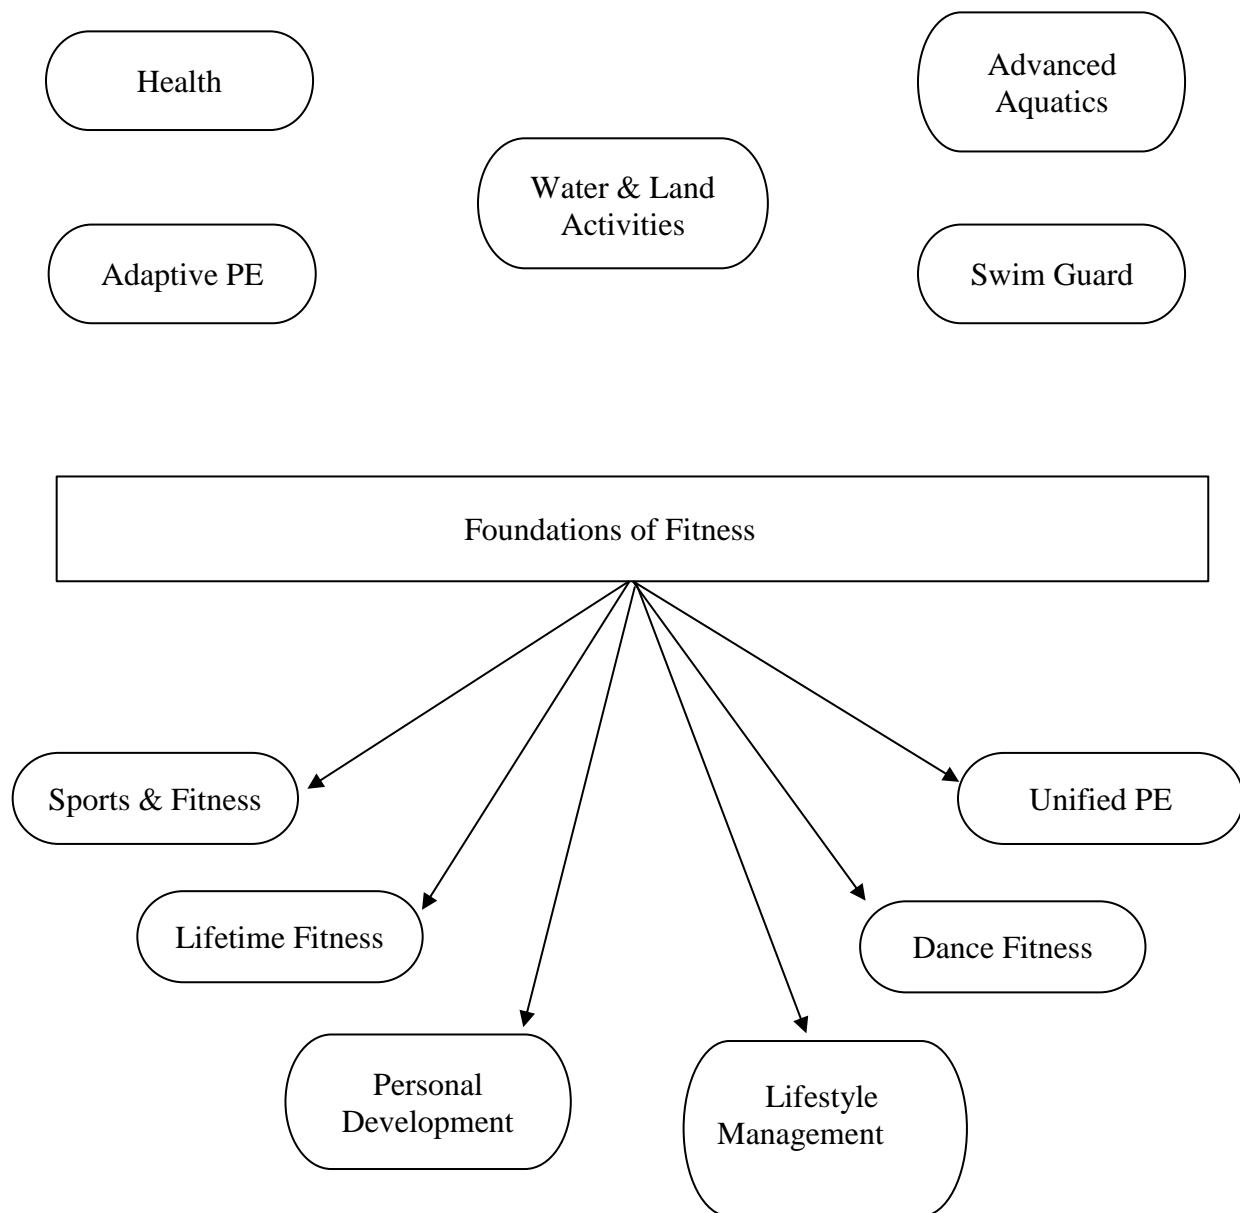 Health
Advanced
Aquatics
Water & Land
Activities
Adaptive PE
Swim Guard
Foundations of Fitness
Sports & Fitness
Unified PE
Lifetime Fitness
Dance Fitness
Personal
Development
Lifestyle
Management